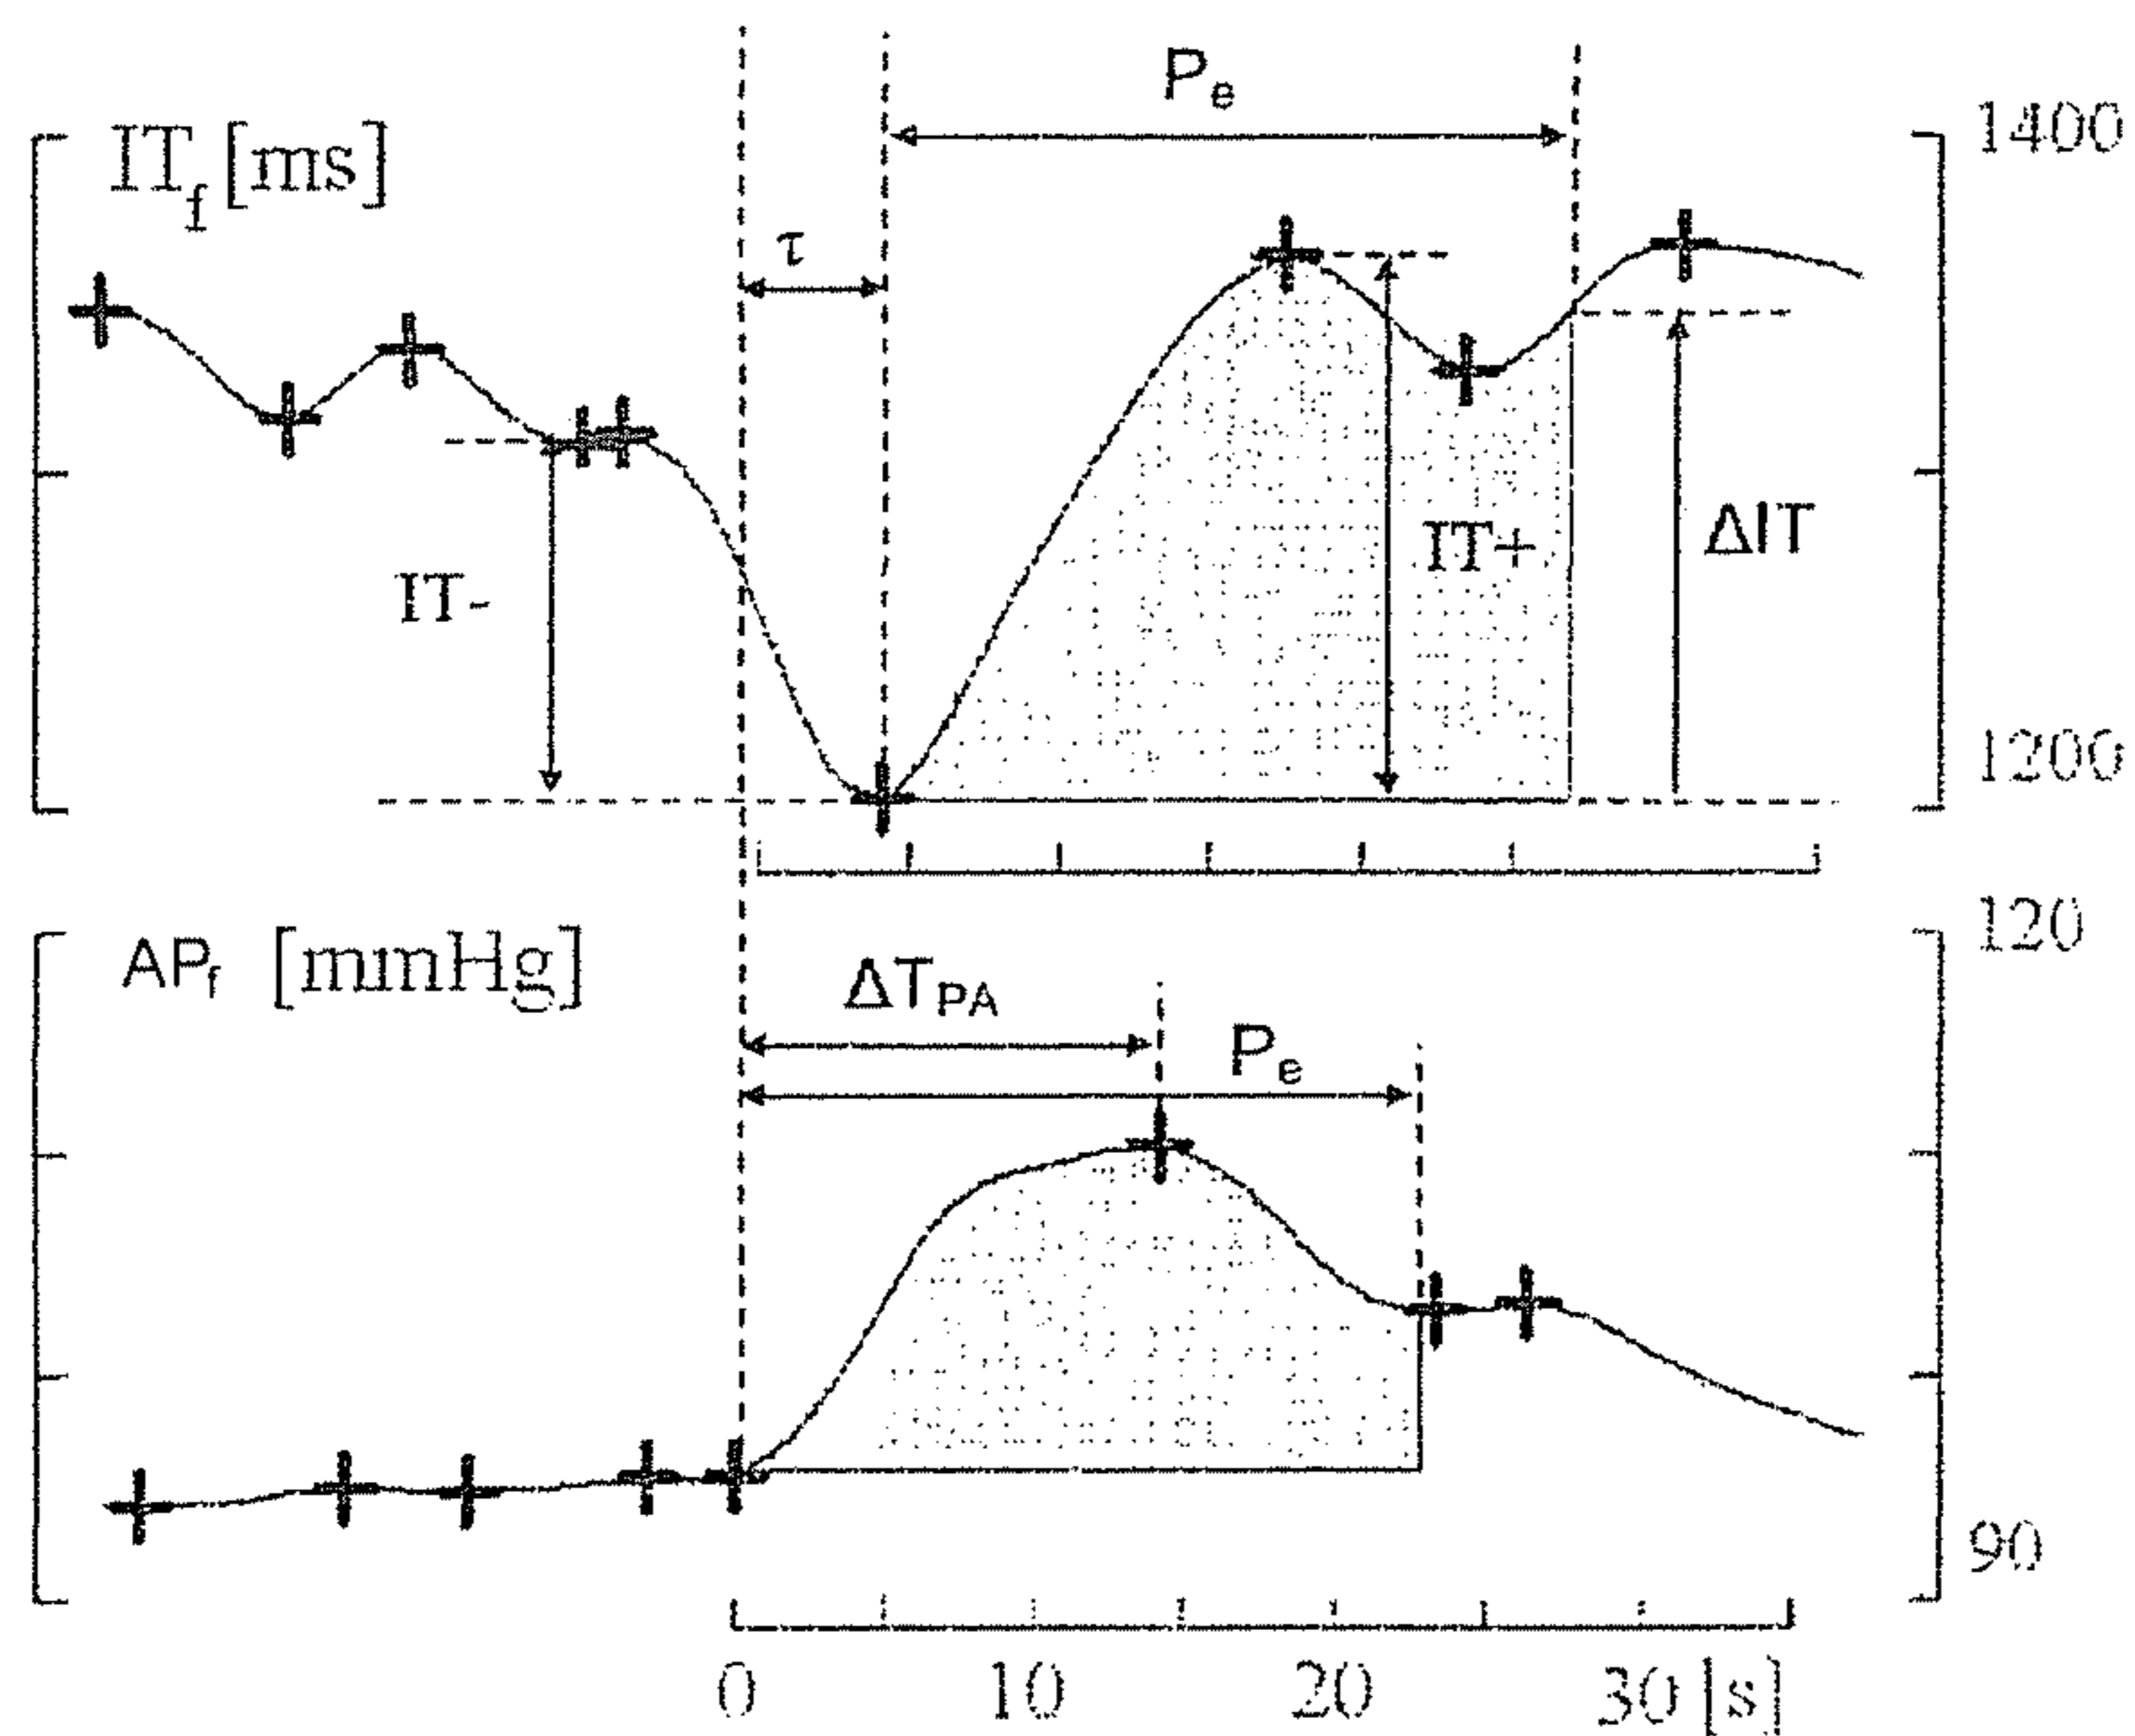 Pe
1400
ITf [ms]
τ
IT+
ΔIT
IT-
1200
120
APf [mmHg]
ΔTPA
Pe
90
0 10 20 30 [s]